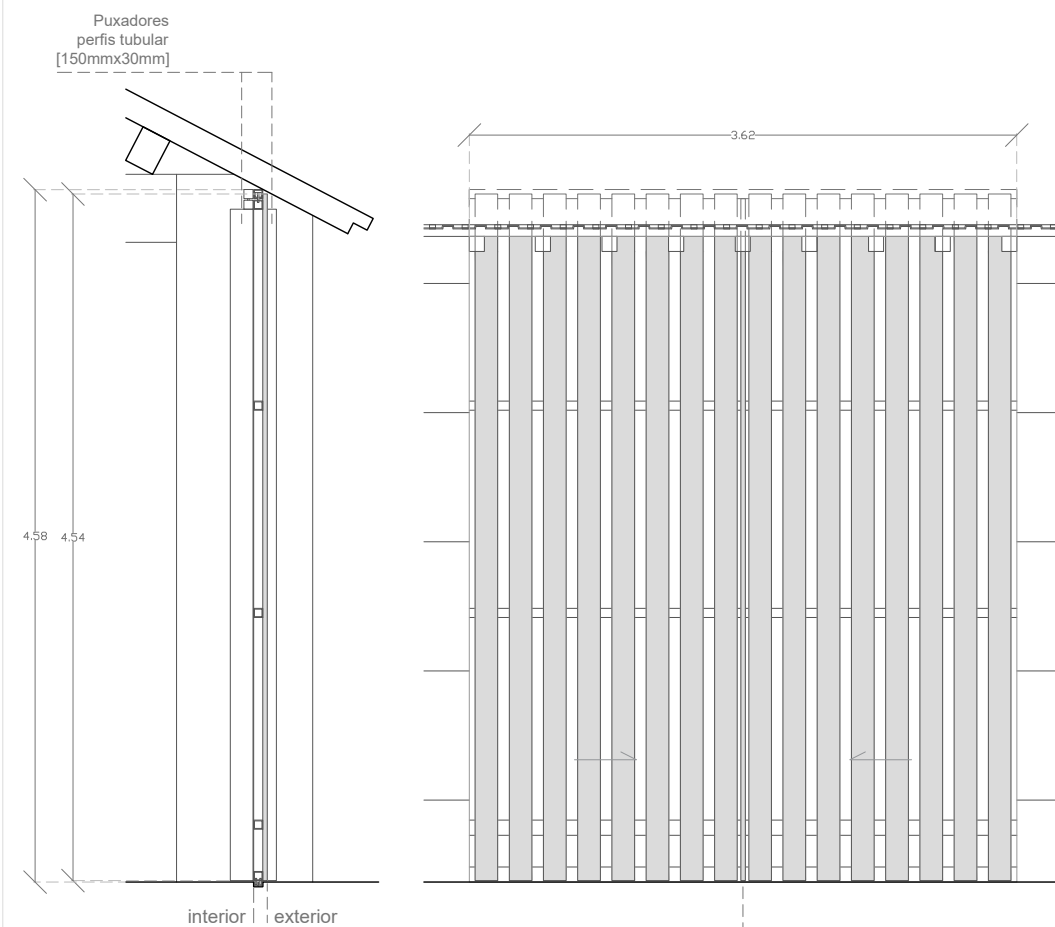 Puxadores
perfis tubular
[150mmx30mm]
3.62
4.58
4.54
interior
exterior